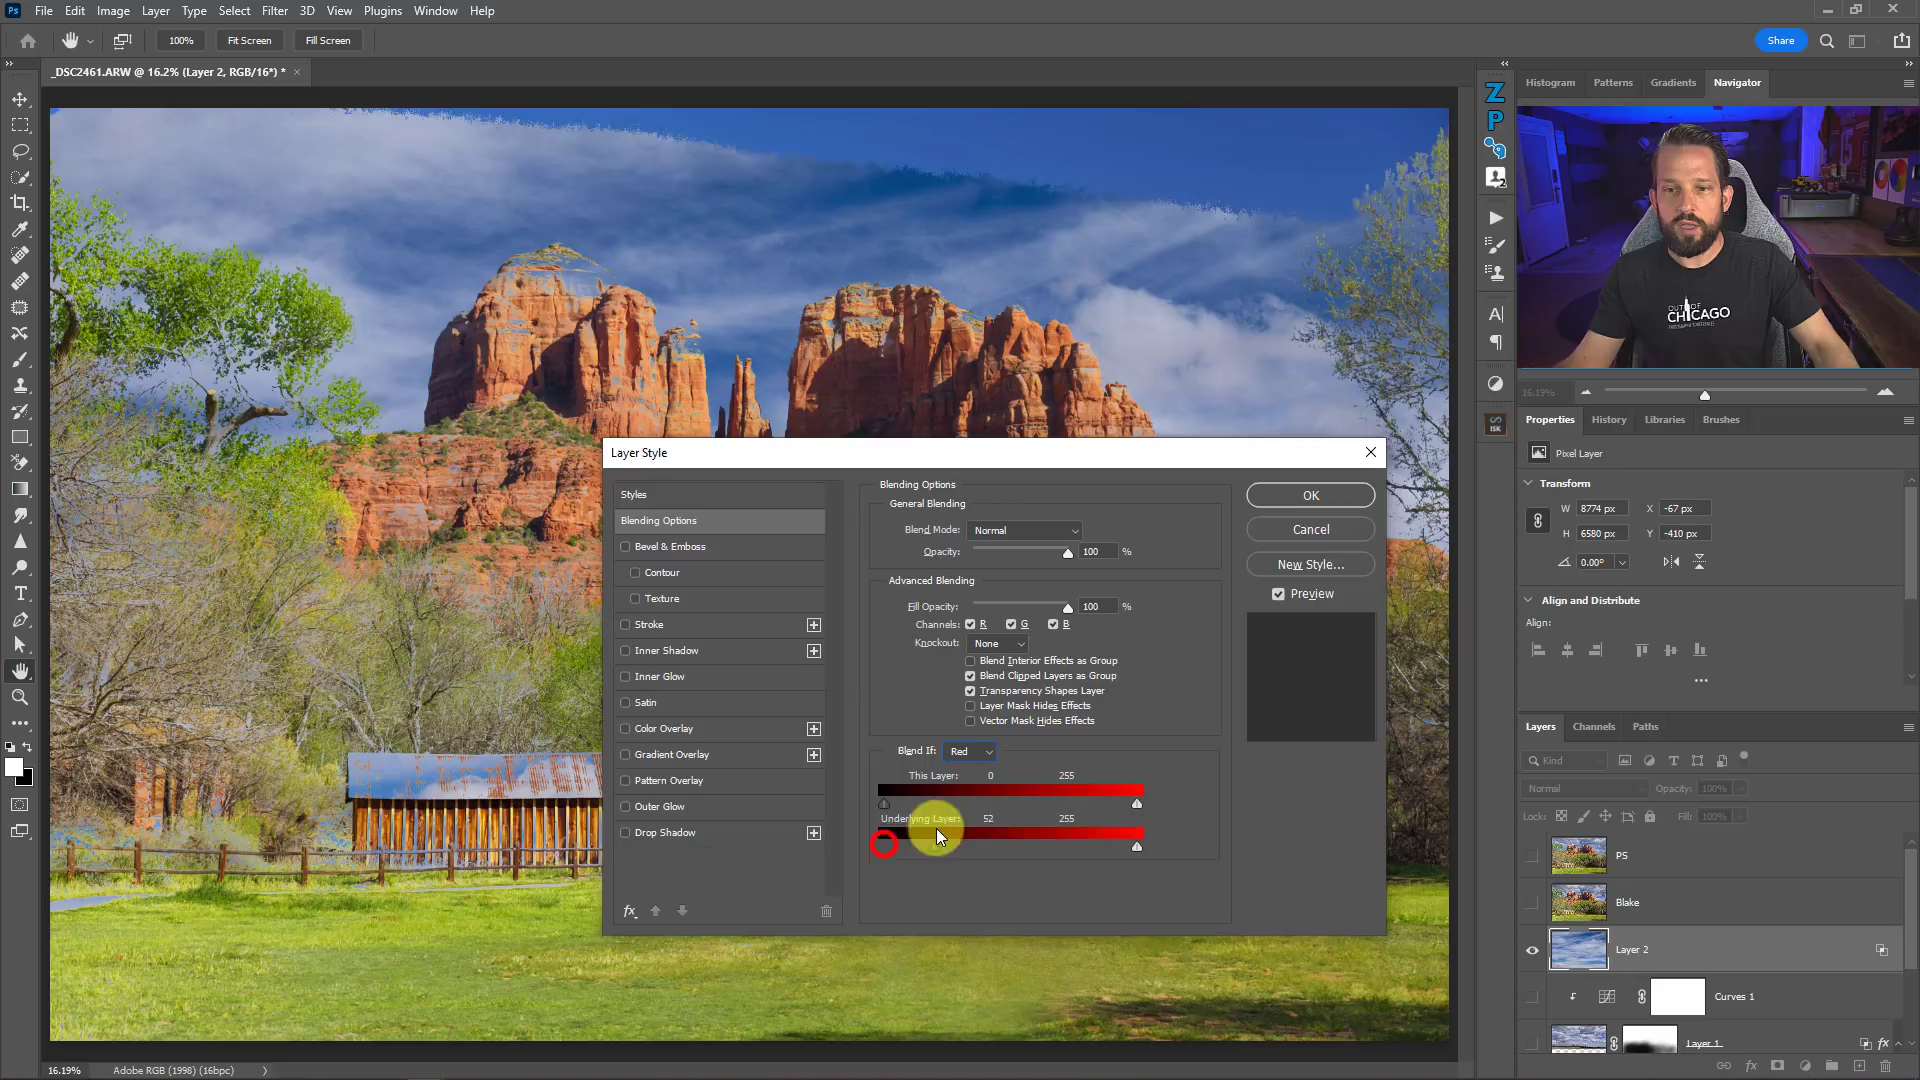 Ps File Edit Image Layer Type Select Filter 3D View Plugins Window Help
100% Fit Screen Fill Screen Share
_DSC2461.ARW @ 16.2% (Layer 2, RGB/16*) * ×
Histogram Patterns Gradients Navigator
Z
P
OUT OF
CHICAGO
16.19%
Properties History Libraries Brushes
Pixel Layer
Transform
W 8774 px X -67 px
H 6580 px Y -410 px
0.00°
Align and Distribute
Align:
Layer Style
Styles
Blending Options
Bevel & Emboss
Contour
Texture
Stroke
Inner Shadow
Inner Glow
Satin
Color Overlay
Gradient Overlay
Pattern Overlay
Outer Glow
Drop Shadow
fx
Blending Options
General Blending
Blend Mode: Normal
Opacity: 100 %
Advanced Blending
Fill Opacity: 100 %
Channels: R G B
Knockout: None
Blend Interior Effects as Group
Blend Clipped Layers as Group
Transparency Shapes Layer
Layer Mask Hides Effects
Vector Mask Hides Effects
Blend If: Red
This Layer: 0 255
Underlying Layer: 52 255
OK
Cancel
New Style...
Preview
Layers Channels Paths
Kind
Normal Opacity: 100%
Lock: Fill: 100%
PS
Blake
Layer 2
Curves 1
Layer 1 fx
fx
16.19% Adobe RGB (1998) (16bpc)